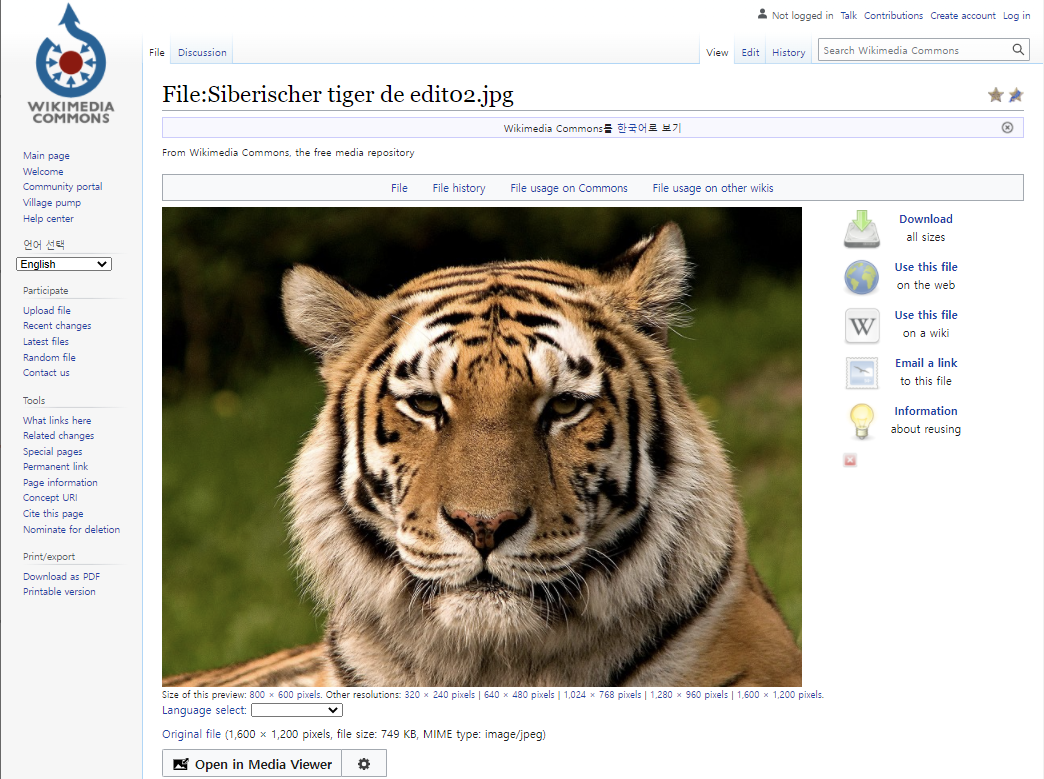 Not logged in Talk Contributions Create account Log in
WIKIMEDIA
COMMONS
File Discussion View Edit History Search Wikimedia Commons
File:Siberischer tiger de edit02.jpg
Wikimedia Commons를 한국어로 보기
From Wikimedia Commons, the free media repository
File File history File usage on Commons File usage on other wikis
Main page
Welcome
Community portal
Village pump
Help center
언어 선택
English
Participate
Upload file
Recent changes
Latest files
Random file
Contact us
Tools
What links here
Related changes
Special pages
Permanent link
Page information
Concept URI
Cite this page
Nominate for deletion
Print/export
Download as PDF
Printable version
Download
all sizes
Use this file
on the web
W
Use this file
on a wiki
Email a link
to this file
Information
about reusing
Size of this preview: 800 × 600 pixels. Other resolutions: 320 × 240 pixels | 640 × 480 pixels | 1,024 × 768 pixels | 1,280 × 960 pixels | 1,600 × 1,200 pixels.
Language select:
Original file (1,600 × 1,200 pixels, file size: 749 KB, MIME type: image/jpeg)
Open in Media Viewer